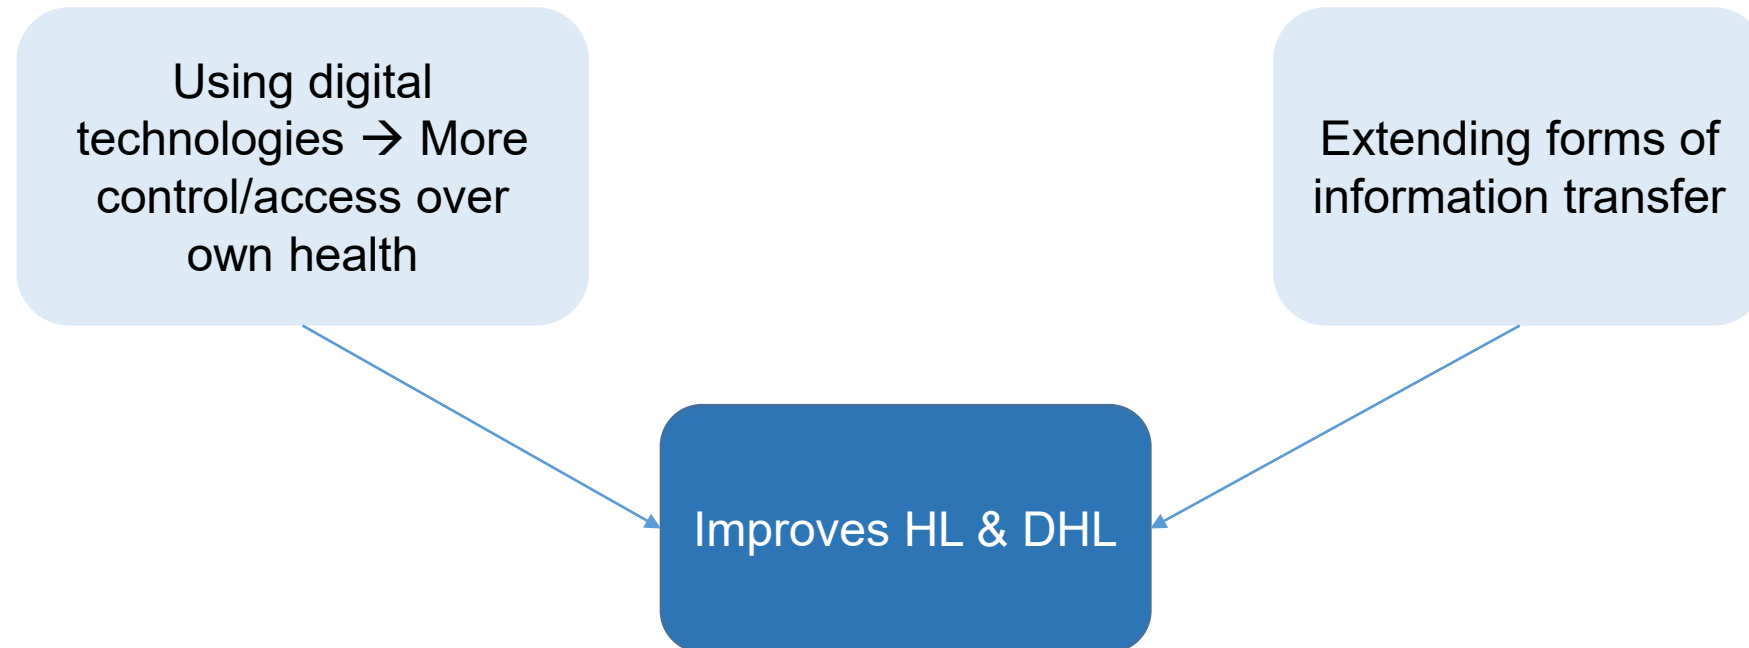 Using digital
technologies → More
control/access over
own health
Extending forms of
information transfer
Improves HL & DHL